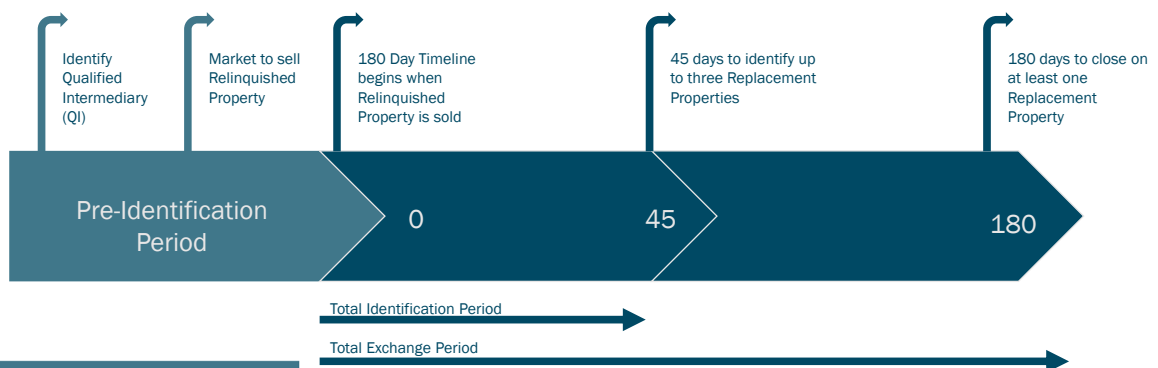 Identify
Qualified
Intermediary
(QI)
Market to sell
Relinquished
Property
180 Day Timeline
begins when
Relinquished
Property is sold
45 days to identify up
to three Replacement
Properties
180 days to close on
at least one
Replacement
Property
Pre-Identification
Period
0
45
180
Total Identification Period
Total Exchange Period